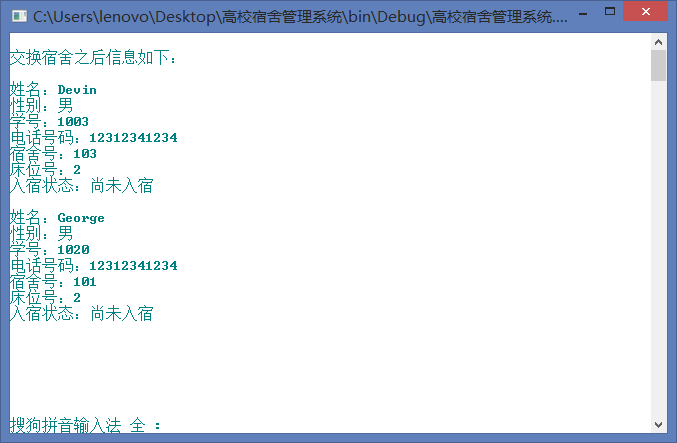 C:\Users\lenovo\Desktop\高校宿舍管理系统\bin\Debug\高校宿舍管理系统....
交换宿舍之后信息如下：
姓名：Devin
性别：男
学号：1003
电话号码：12312341234
宿舍号：103
床位号：2
入宿状态：尚未入宿
姓名：George
性别：男
学号：1020
电话号码：12312341234
宿舍号：101
床位号：2
入宿状态：尚未入宿
搜狗拼音输入法 全 ：